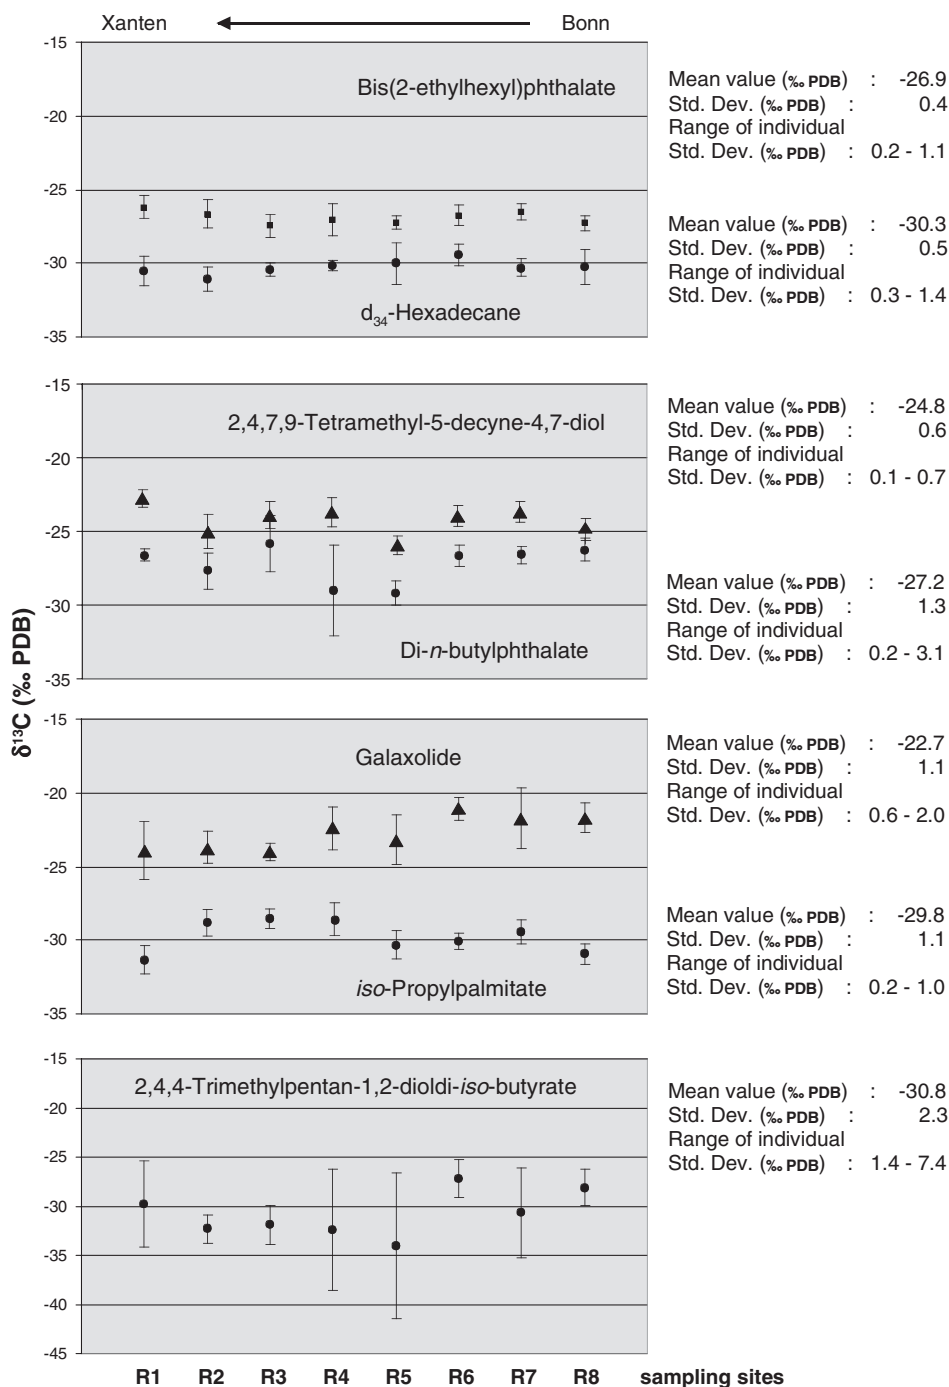 Xanten Bonn
-15
-20
-25
-30
-35
Bis(2-ethylhexyl)phthalate
d34-Hexadecane
Mean value (‰ PDB) : -26.9
Std. Dev. (‰ PDB) : 0.4
Range of individual
Std. Dev. (‰ PDB) : 0.2 - 1.1
Mean value (‰ PDB) : -30.3
Std. Dev. (‰ PDB) : 0.5
Range of individual
Std. Dev. (‰ PDB) : 0.3 - 1.4
-15
-20
-25
-30
-35
2,4,7,9-Tetramethyl-5-decyne-4,7-diol
Di-n-butylphthalate
Mean value (‰ PDB) : -24.8
Std. Dev. (‰ PDB) : 0.6
Range of individual
Std. Dev. (‰ PDB) : 0.1 - 0.7
Mean value (‰ PDB) : -27.2
Std. Dev. (‰ PDB) : 1.3
Range of individual
Std. Dev. (‰ PDB) : 0.2 - 3.1
δ13C (‰ PDB)
-15
-20
-25
-30
-35
Galaxolide
iso-Propylpalmitate
Mean value (‰ PDB) : -22.7
Std. Dev. (‰ PDB) : 1.1
Range of individual
Std. Dev. (‰ PDB) : 0.6 - 2.0
Mean value (‰ PDB) : -29.8
Std. Dev. (‰ PDB) : 1.1
Range of individual
Std. Dev. (‰ PDB) : 0.2 - 1.0
-15
-20
-25
-30
-35
-40
-45
2,4,4-Trimethylpentan-1,2-dioldi-iso-butyrate
Mean value (‰ PDB) : -30.8
Std. Dev. (‰ PDB) : 2.3
Range of individual
Std. Dev. (‰ PDB) : 1.4 - 7.4
R1 R2 R3 R4 R5 R6 R7 R8 sampling sites